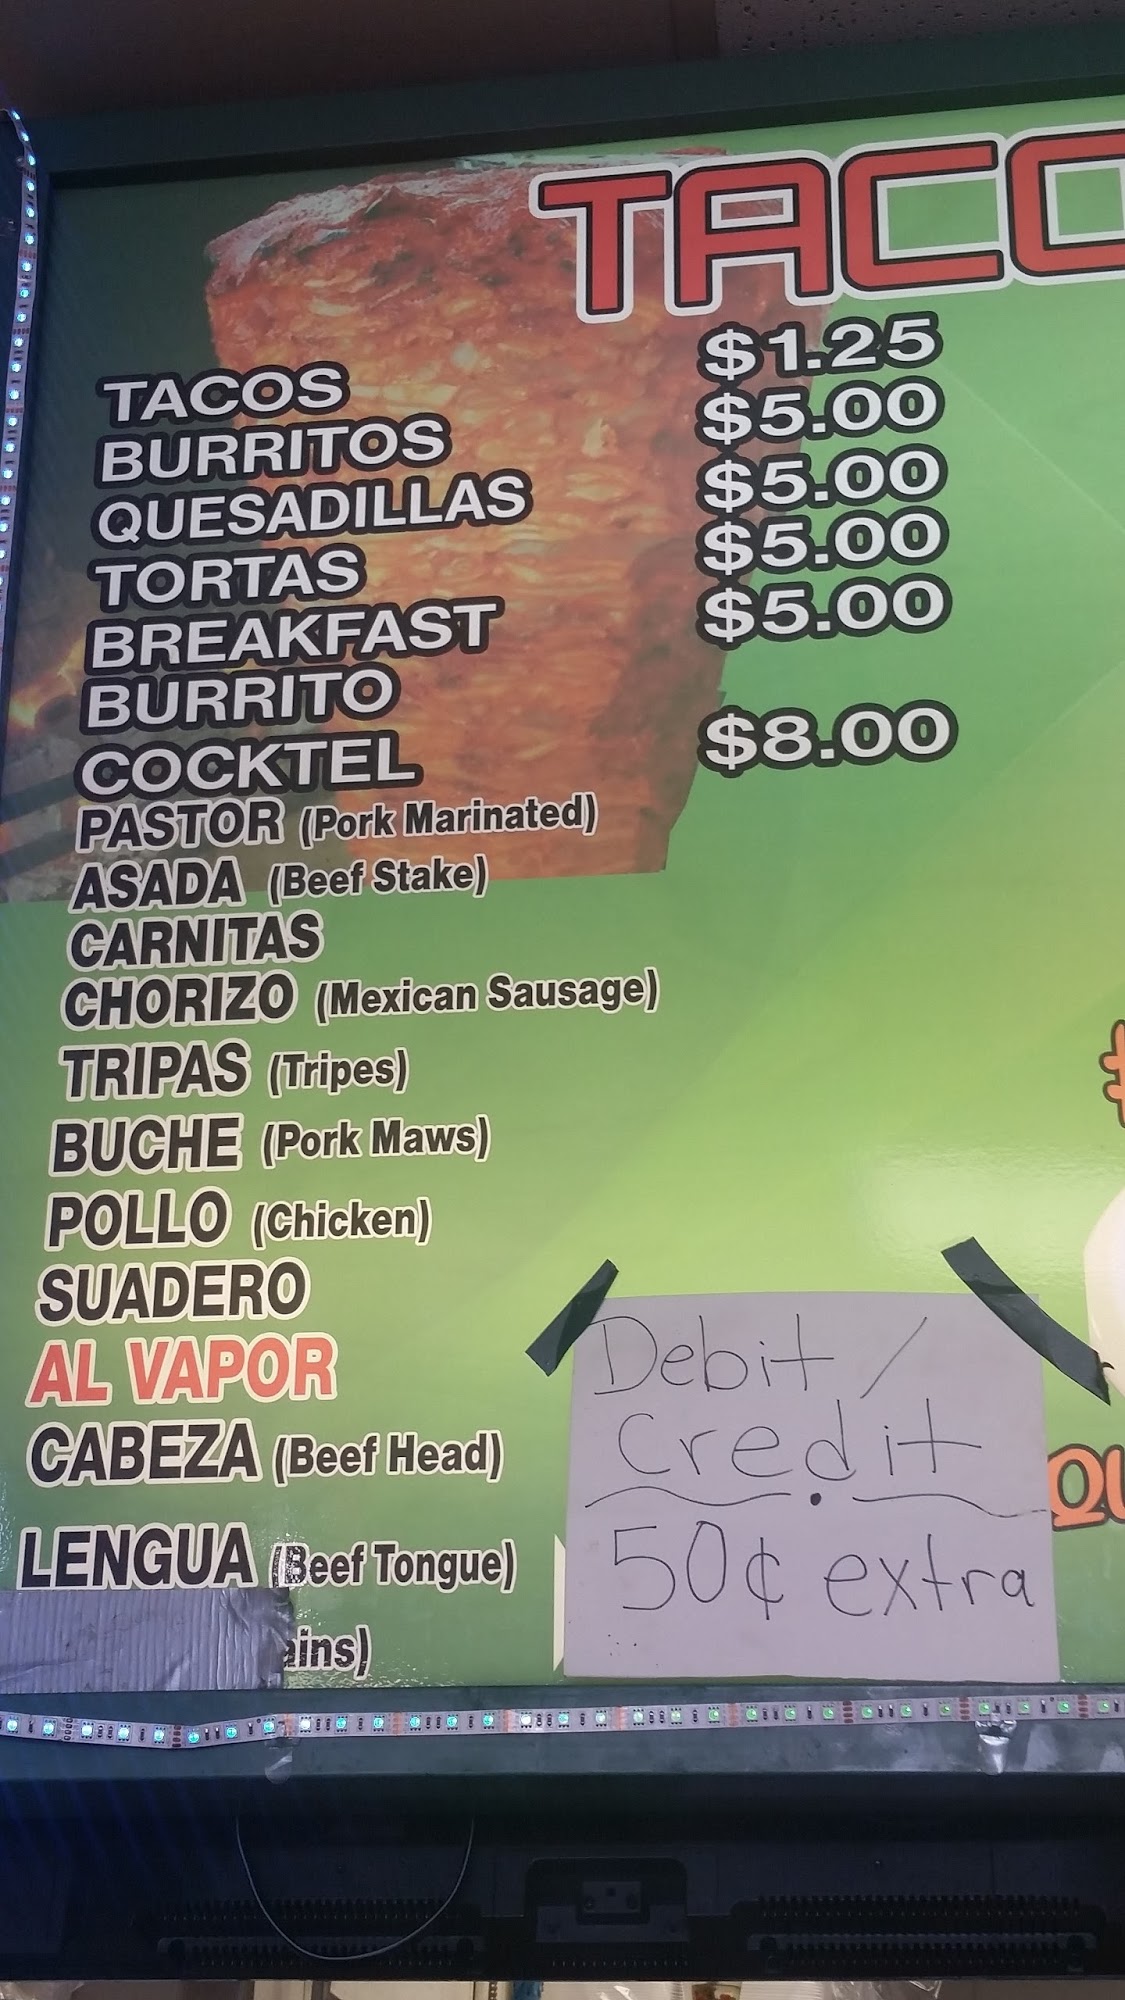 TACO
TACOS $1.25
BURRITOS $5.00
QUESADILLAS $5.00
TORTAS $5.00
BREAKFAST $5.00
BURRITO
COCKTEL $8.00
PASTOR (Pork Marinated)
ASADA (Beef Stake)
CARNITAS
CHORIZO (Mexican Sausage)
TRIPAS (Tripes)
BUCHE (Pork Maws)
POLLO (Chicken)
SUADERO
AL VAPOR
CABEZA (Beef Head)
LENGUA (Beef Tongue)
ains)
Debit /
credit
50¢ extra
QU